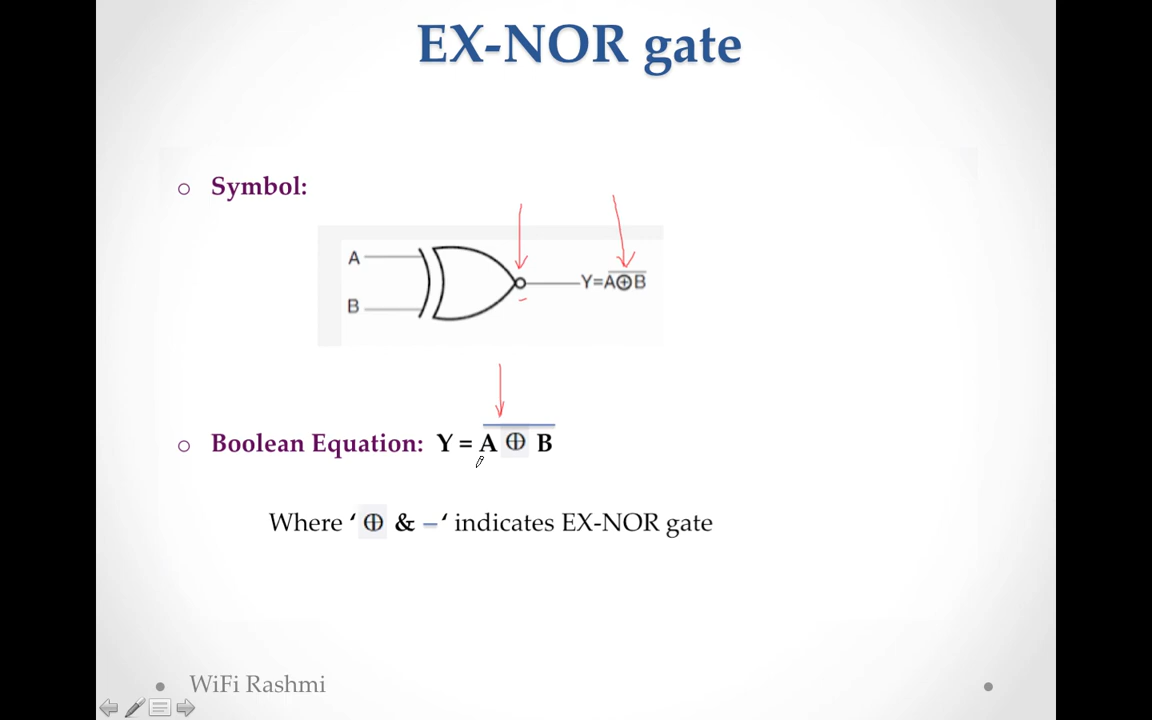 EX-NOR gate
Symbol:
A
B
Y=A⊕B̅
Boolean Equation: Y = A̅ ⊕̅ B̅
Where ‘ ⊕ & – ‘ indicates EX-NOR gate
WiFi Rashmi